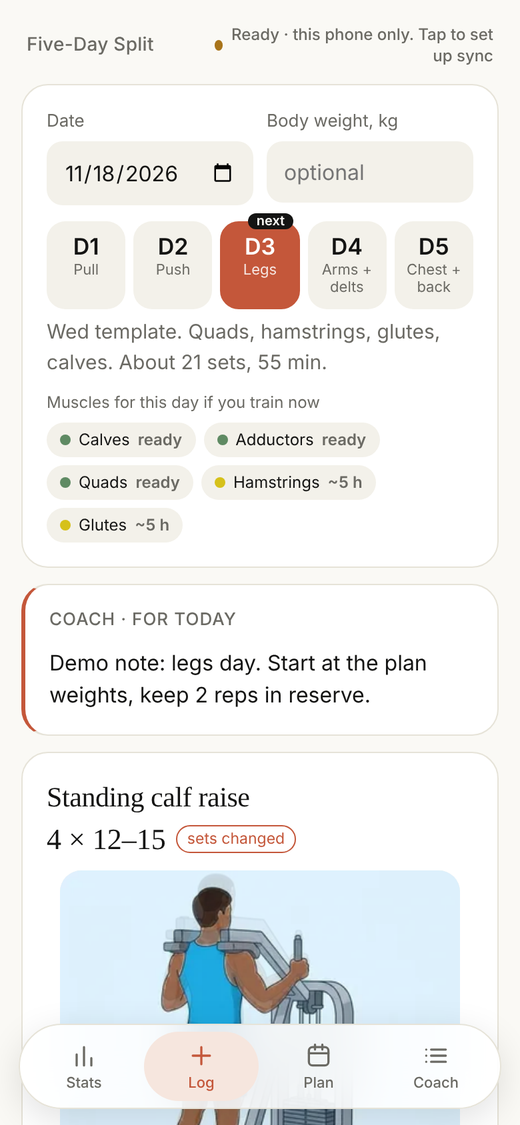 Five-Day Split
Ready · this phone only. Tap to set
up sync
Date
Body weight, kg
11/18/2026
optional
next
D1
Pull
D2
Push
D3
Legs
D4
Arms +
delts
D5
Chest +
back
Wed template. Quads, hamstrings, glutes,
calves. About 21 sets, 55 min.
Muscles for this day if you train now
Calves ready
Adductors ready
Quads ready
Hamstrings ~5 h
Glutes ~5 h
COACH · FOR TODAY
Demo note: legs day. Start at the plan
weights, keep 2 reps in reserve.
Standing calf raise
4 × 12–15 sets changed
Stats
Log
Plan
Coach